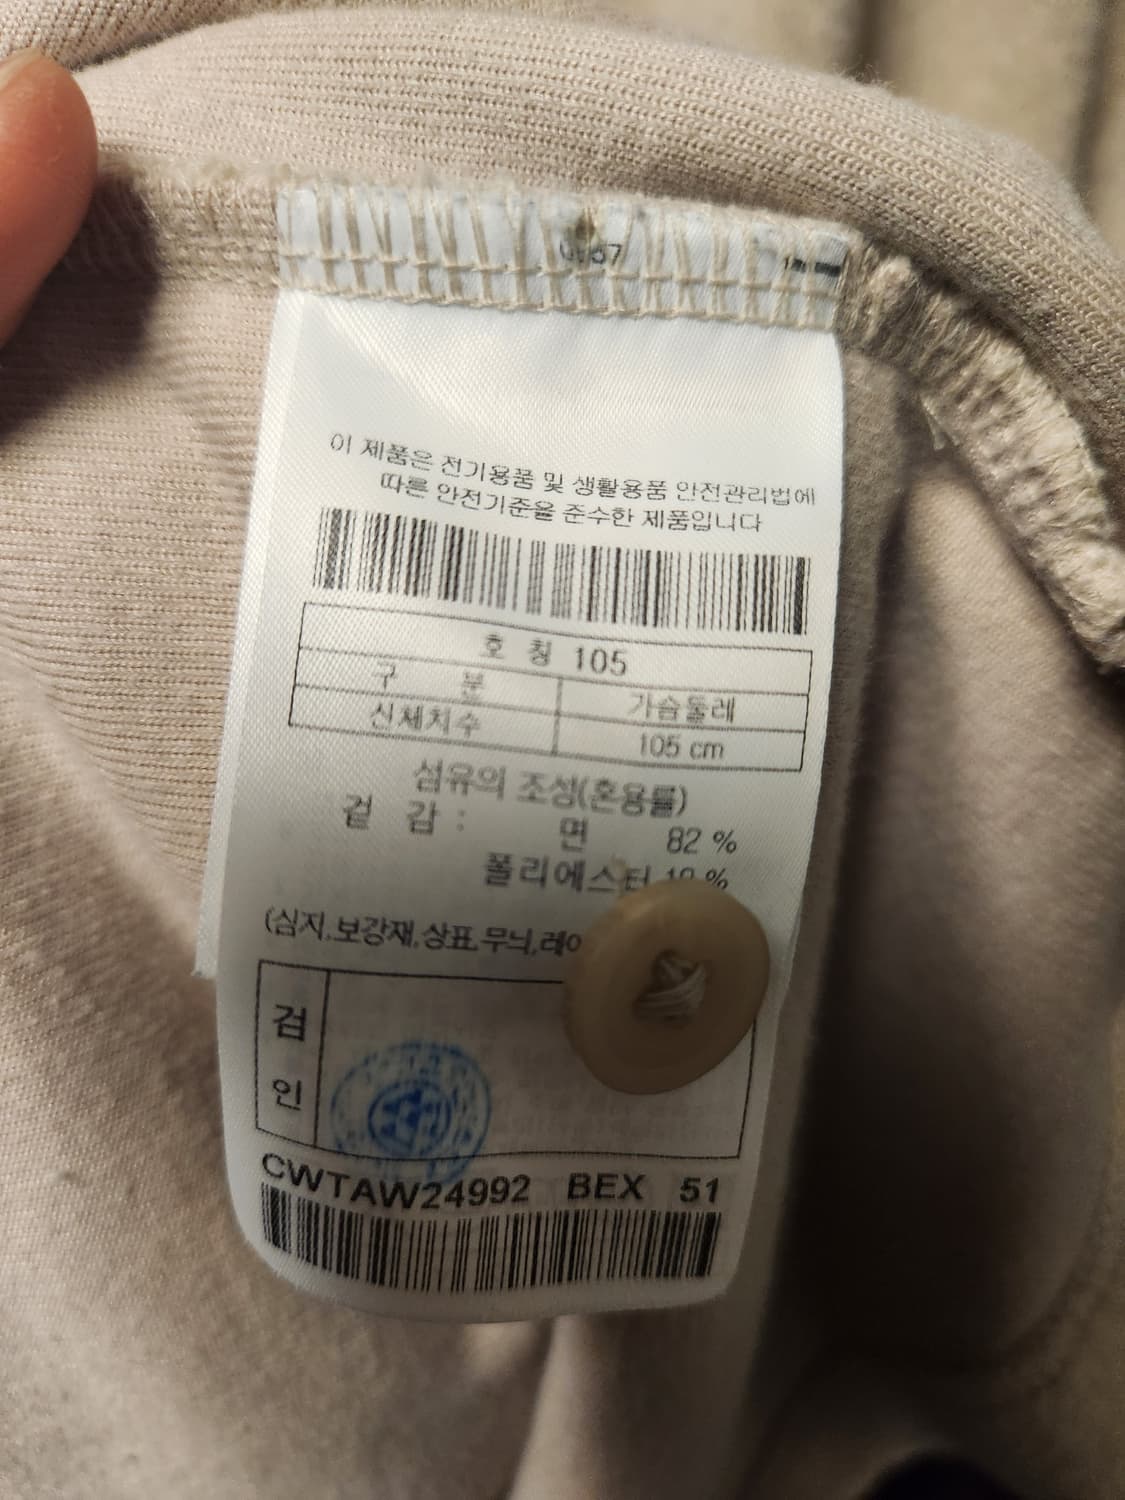 이 제품은 전기용품 및 생활용품 안전관리법에
따른 안전기준을 준수한 제품입니다
호 칭 105
구 분 가슴둘레
신체치수 105 cm
섬유의 조성(혼용률)
겉 감 : 면 82 %
폴리에스터 %
(심지,보강재,상표,무늬,레이
검
인
CWTAW24992 BEX 51